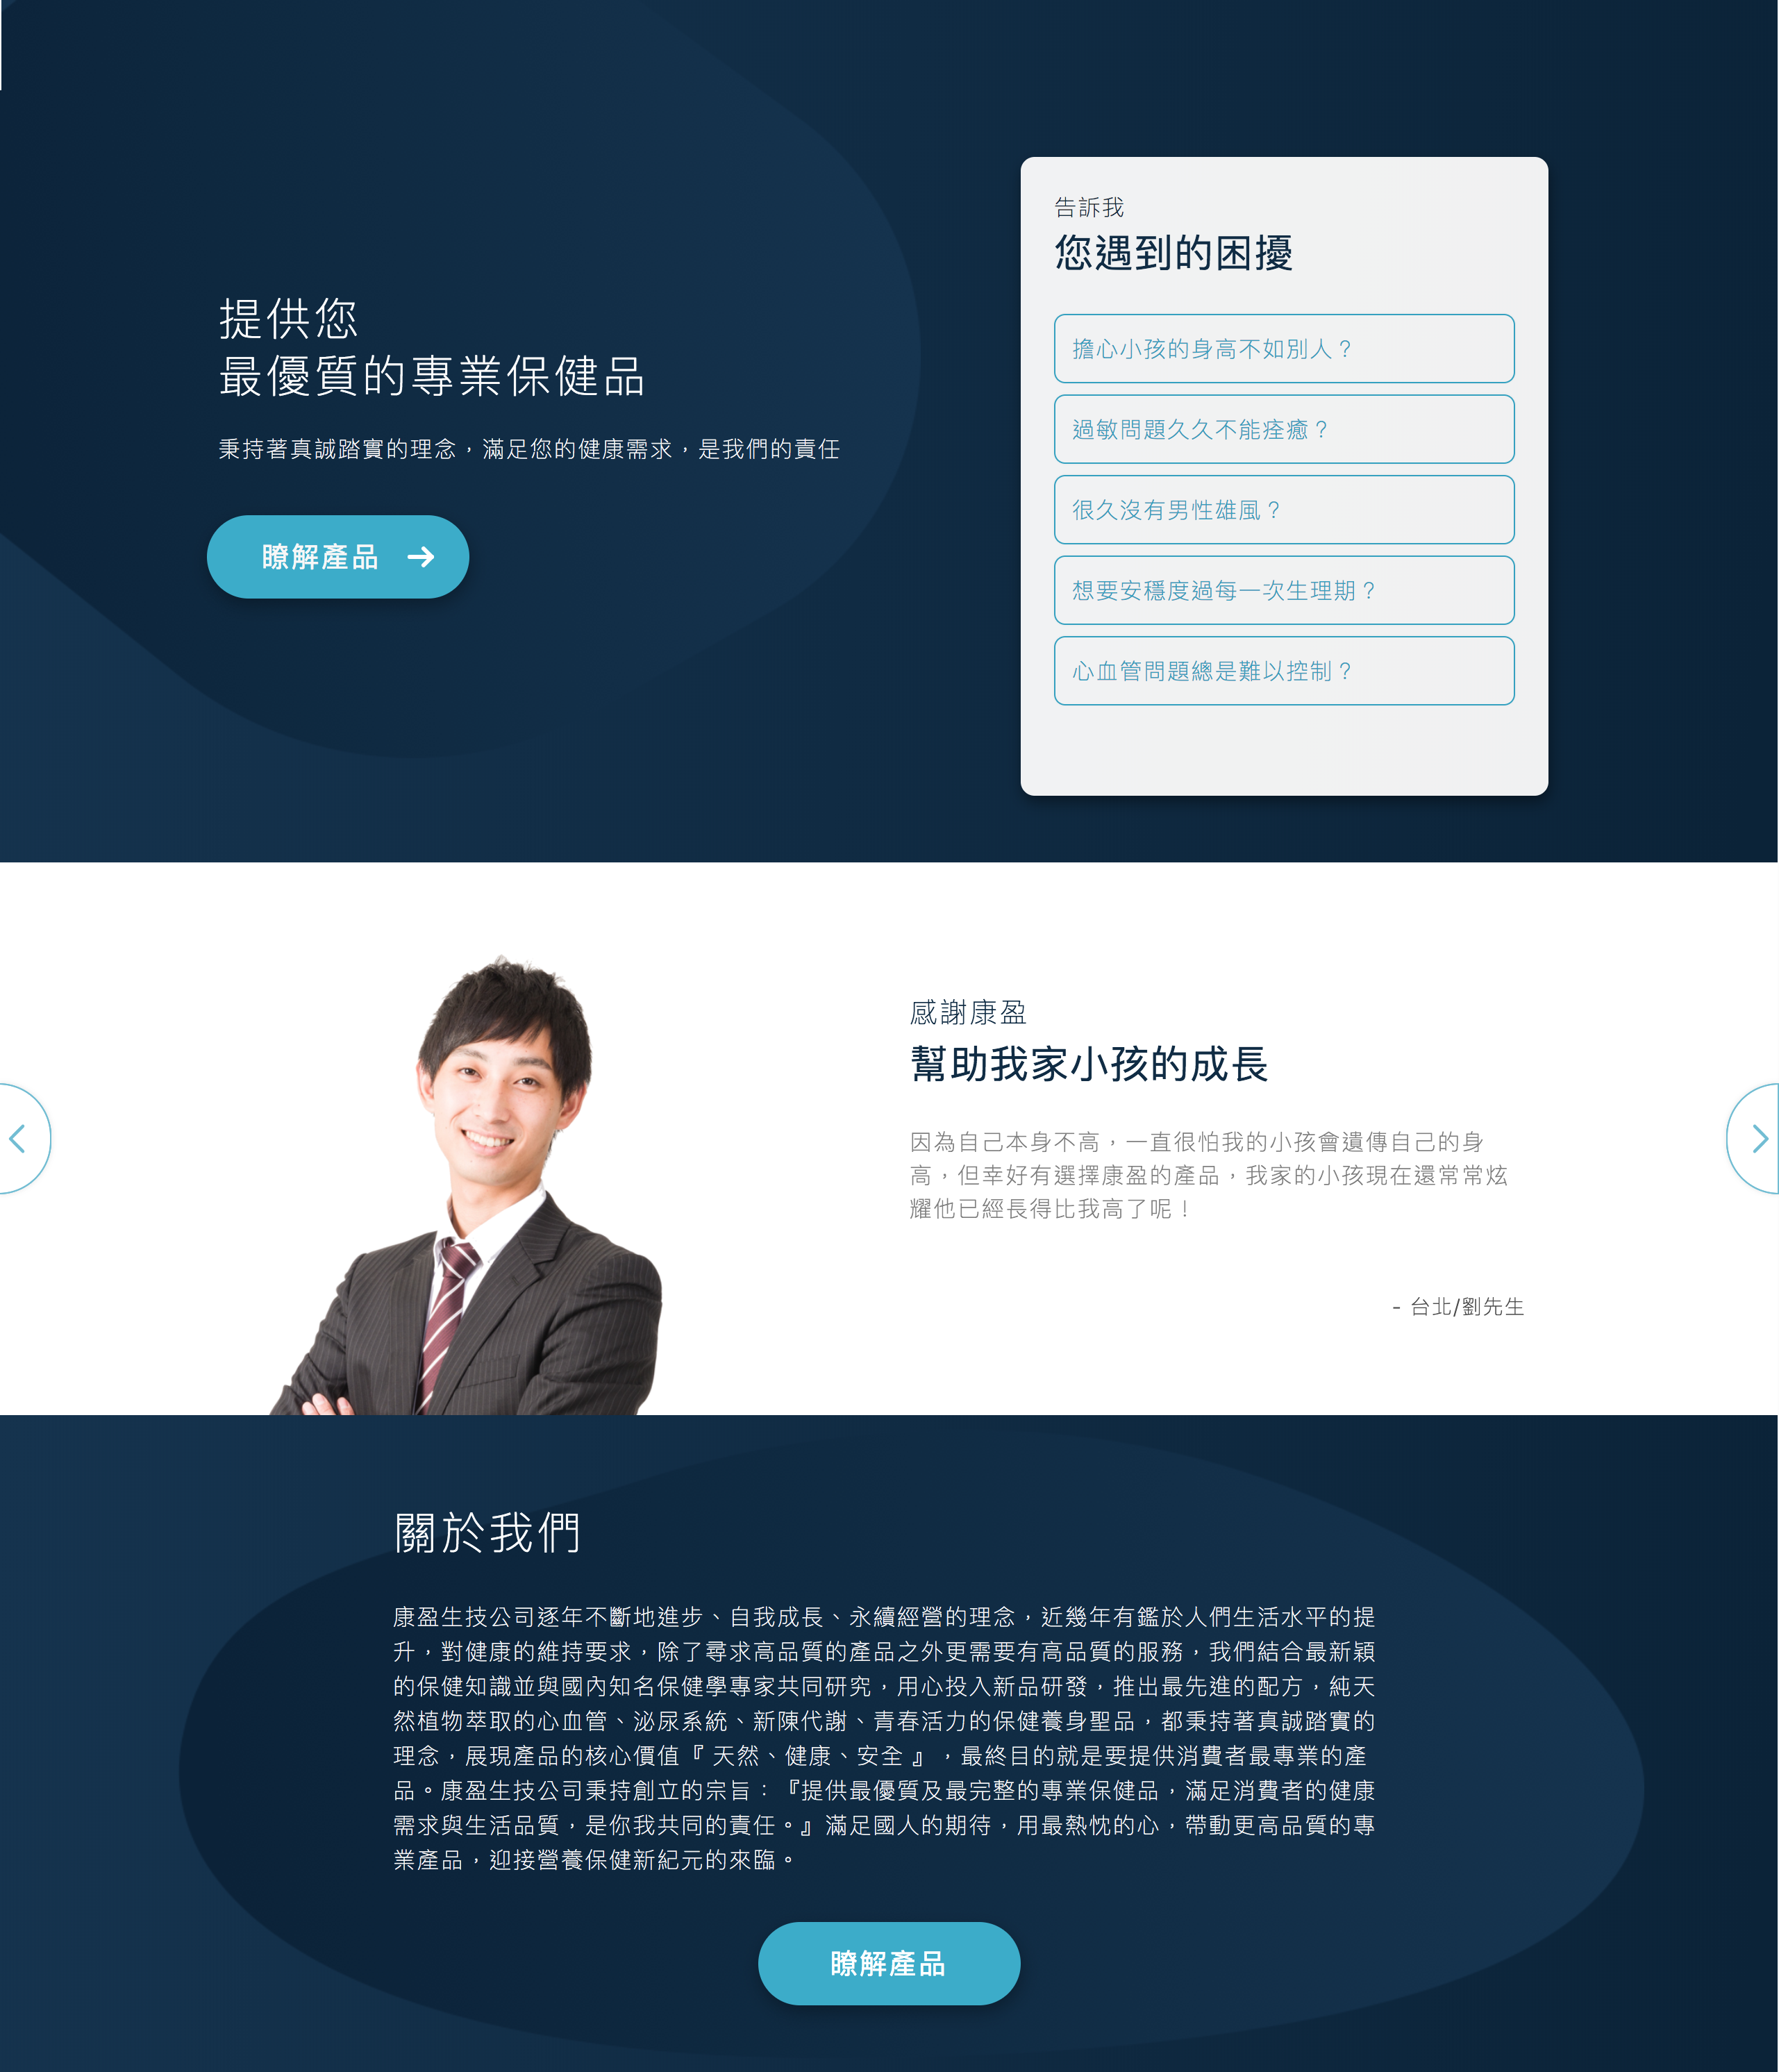 提供您
最優質的專業保健品
秉持著真誠踏實的理念，滿足您的健康需求，是我們的責任
瞭解產品
告訴我
您遇到的困擾
擔心小孩的身高不如別人？
過敏問題久久不能痊癒？
很久沒有男性雄風？
想要安穩度過每一次生理期？
心血管問題總是難以控制？
感謝康盈
幫助我家小孩的成長
因為自己本身不高，一直很怕我的小孩會遺傳自己的身
高，但幸好有選擇康盈的產品，我家的小孩現在還常常炫
耀他已經長得比我高了呢！
- 台北/劉先生
關於我們
康盈生技公司逐年不斷地進步、自我成長、永續經營的理念，近幾年有鑑於人們生活水平的提
升，對健康的維持要求，除了尋求高品質的產品之外更需要有高品質的服務，我們結合最新穎
的保健知識並與國內知名保健學專家共同研究，用心投入新品研發，推出最先進的配方，純天
然植物萃取的心血管、泌尿系統、新陳代謝、青春活力的保健養身聖品，都秉持著真誠踏實的
理念，展現產品的核心價值『 天然、健康、安全 』 ，最終目的就是要提供消費者最專業的產
品。康盈生技公司秉持創立的宗旨：『提供最優質及最完整的專業保健品，滿足消費者的健康
需求與生活品質，是你我共同的責任。』滿足國人的期待，用最熱忱的心，帶動更高品質的專
業產品，迎接營養保健新紀元的來臨。
瞭解產品